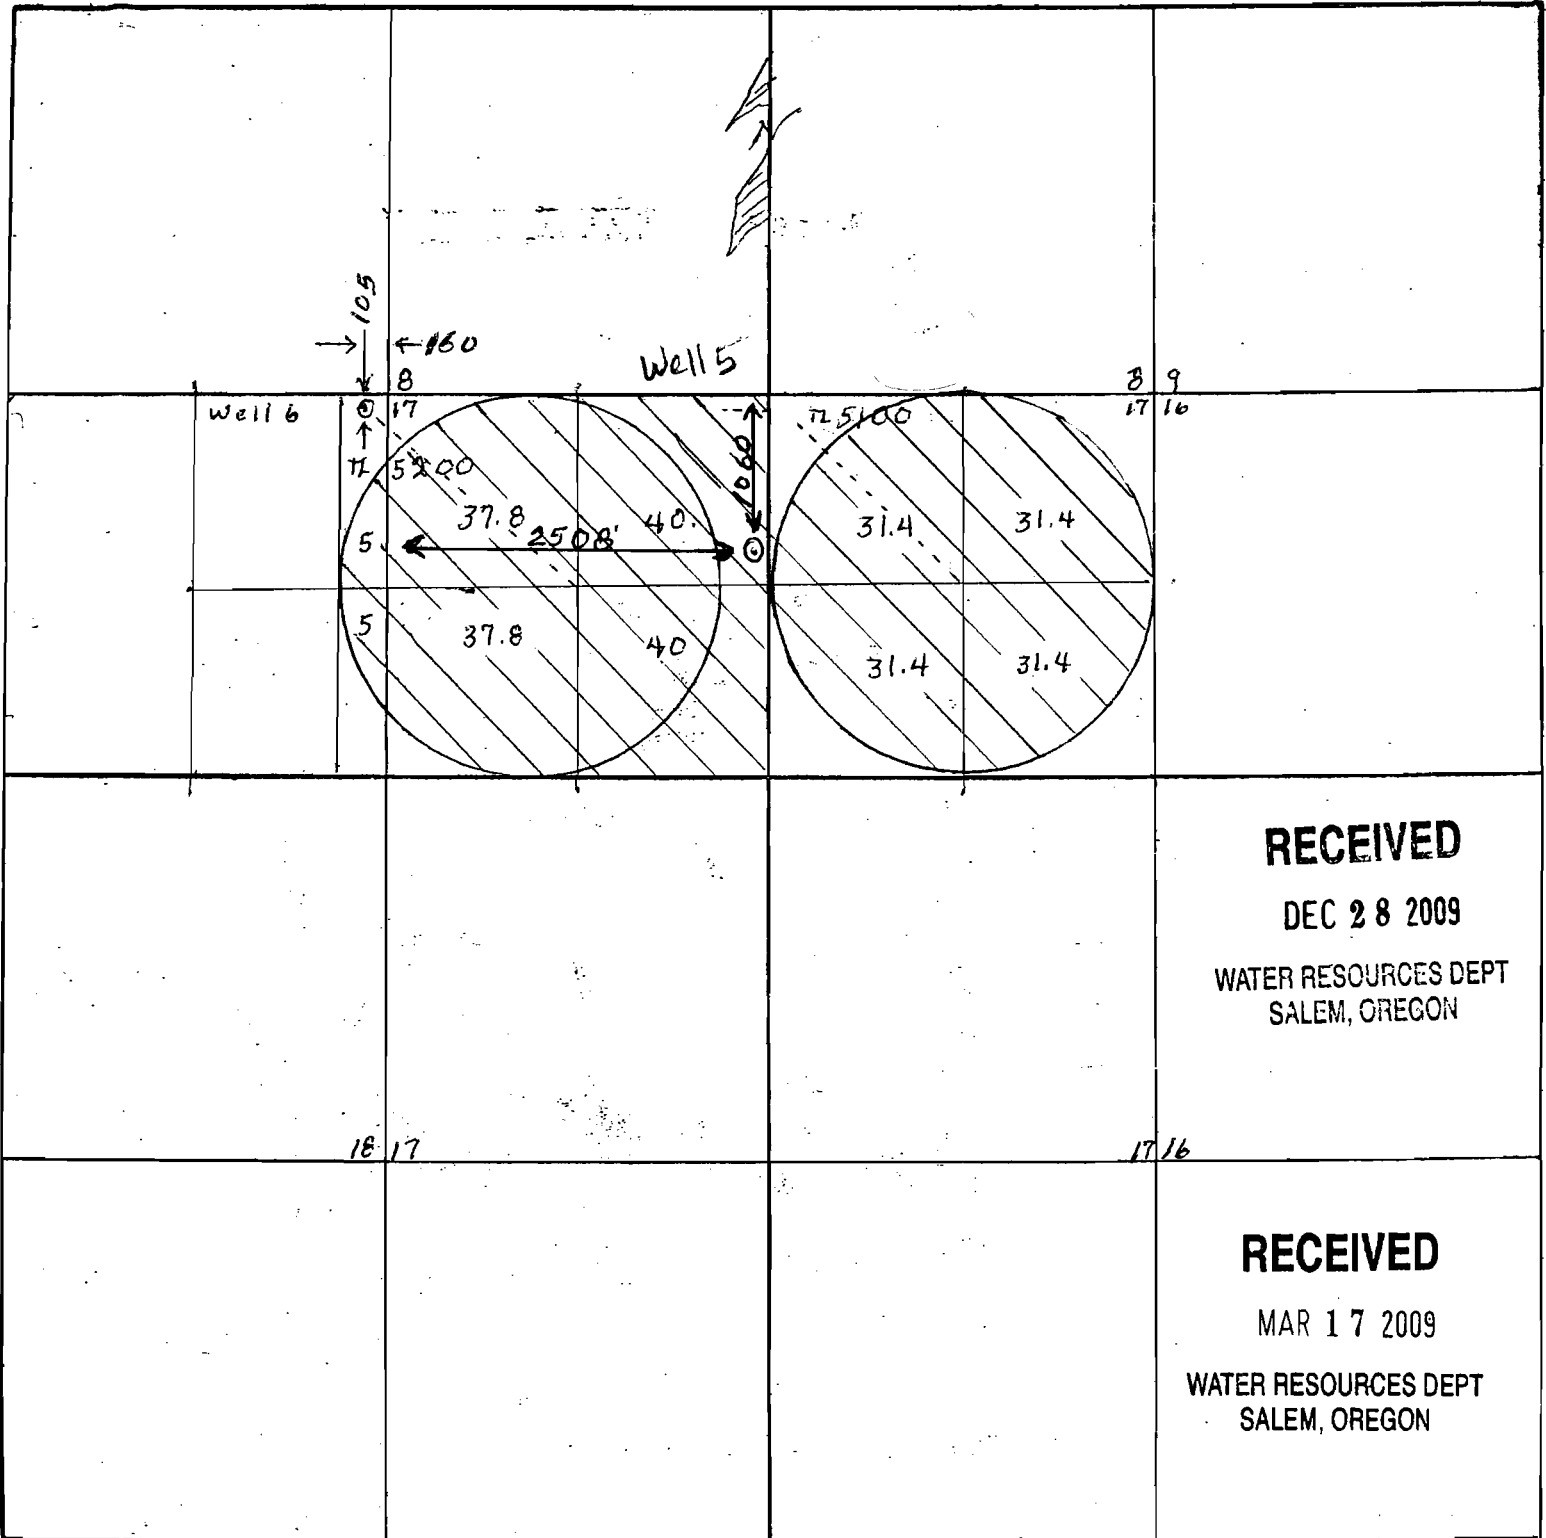 N
105
160
Well 5
8
8 9
Well 6
17
17 16
π 5100
π 5200
1060
37.8
40.
31.4
31.4
5
2508'
5
37.8
40
31.4
31.4
RECEIVED
DEC 28 2009
WATER RESOURCES DEPT
SALEM, OREGON
18 17
17 16
RECEIVED
MAR 17 2009
WATER RESOURCES DEPT
SALEM, OREGON